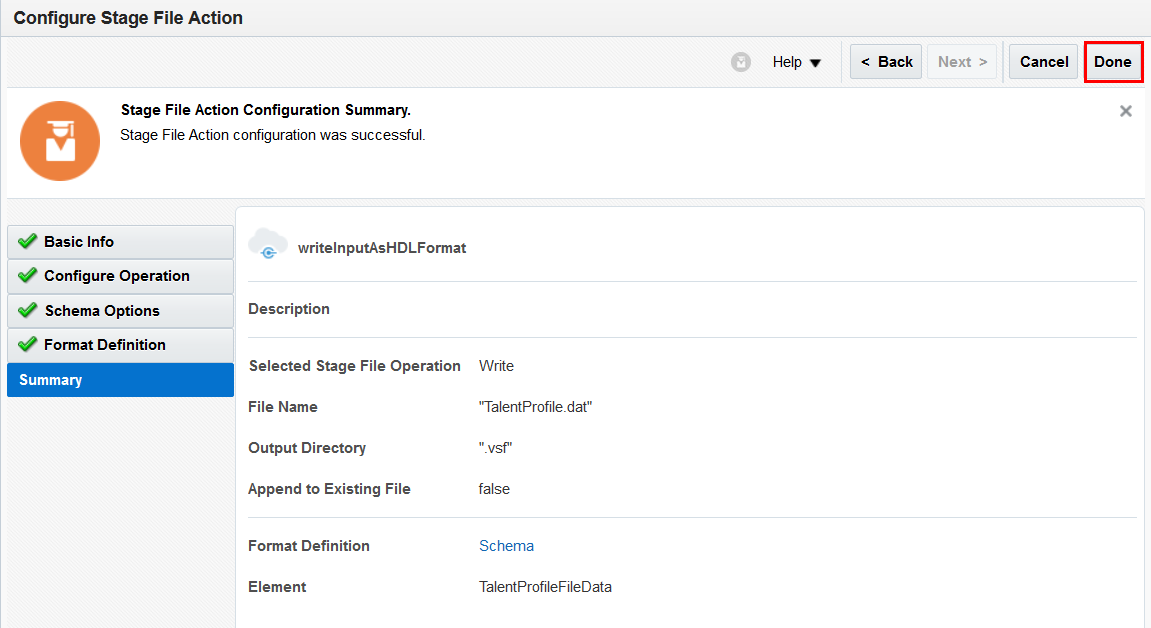 Configure Stage File Action
Help
< Back
Next >
Cancel
Done
Stage File Action Configuration Summary.
Stage File Action configuration was successful.
Basic Info
Configure Operation
Schema Options
Format Definition
Summary
writeInputAsHDLFormat
Description
Selected Stage File Operation Write
File Name "TalentProfile.dat"
Output Directory ".vsf"
Append to Existing File false
Format Definition Schema
Element TalentProfileFileData